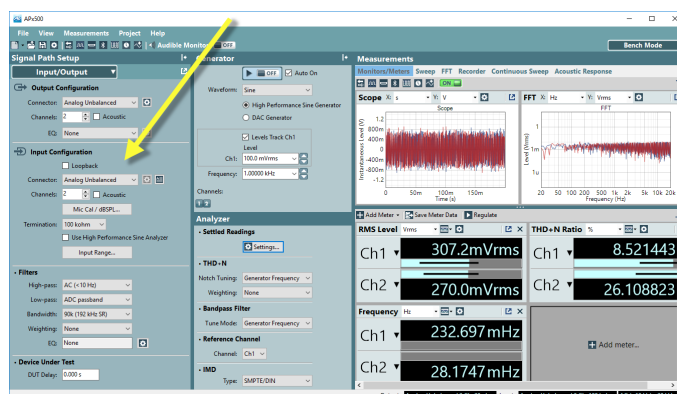 APx500
File View Measurements Project Help
Audible Monitor OFF
Bench Mode
Signal Path Setup
Input/Output
Output Configuration
Connector: Analog Unbalanced
Channels: 2 Acoustic
EQ: None
Input Configuration
Loopback
Connector: Analog Unbalanced
Channels: 2 Acoustic
Mic Cal / dBSPL...
Termination: 100 kohm
Use High Performance Sine Analyzer
Input Range...
Filters
High-pass: AC (<10 Hz)
Low-pass: ADC passband
Bandwidth: 90k (192 kHz SR)
Weighting: None
EQ: None
Device Under Test
DUT Delay: 0.000 s
Generator
OFF Auto On
Waveform: Sine
High Performance Sine Generator
DAC Generator
Levels Track Ch1
Level
Ch1: 100.0 mVrms
Frequency: 1.00000 kHz
Channels:
1 2
Analyzer
Settled Readings
Settings...
THD+N
Notch Tuning: Generator Frequency
Weighting: None
Bandpass Filter
Tune Mode: Generator Frequency
Reference Channel
Channel: Ch1
IMD
Type: SMPTE/DIN
Measurements
Monitors/Meters Sweep FFT Recorder Continuous Sweep Acoustic Response
ON
Scope X: s Y: V
Scope
Instantaneous Level (V)
1.2
800m
400m
0
-400m
-800m
-1.2
0 50m 100m 150m
Time (s)
FFT X: Hz Y: Vrms
FFT
Level (Vrms)
1
1u
20 50 100 200 500 1k 2k 5k 10k 20k
Frequency (Hz)
Add Meter Save Meter Data Regulate
RMS Level Vrms
Ch1 307.2mVrms
Ch2 270.0mVrms
THD+N Ratio %
Ch1 8.521443
Ch2 26.108823
Frequency Hz
Ch1 232.697mHz
Ch2 28.1747mHz
Add meter...